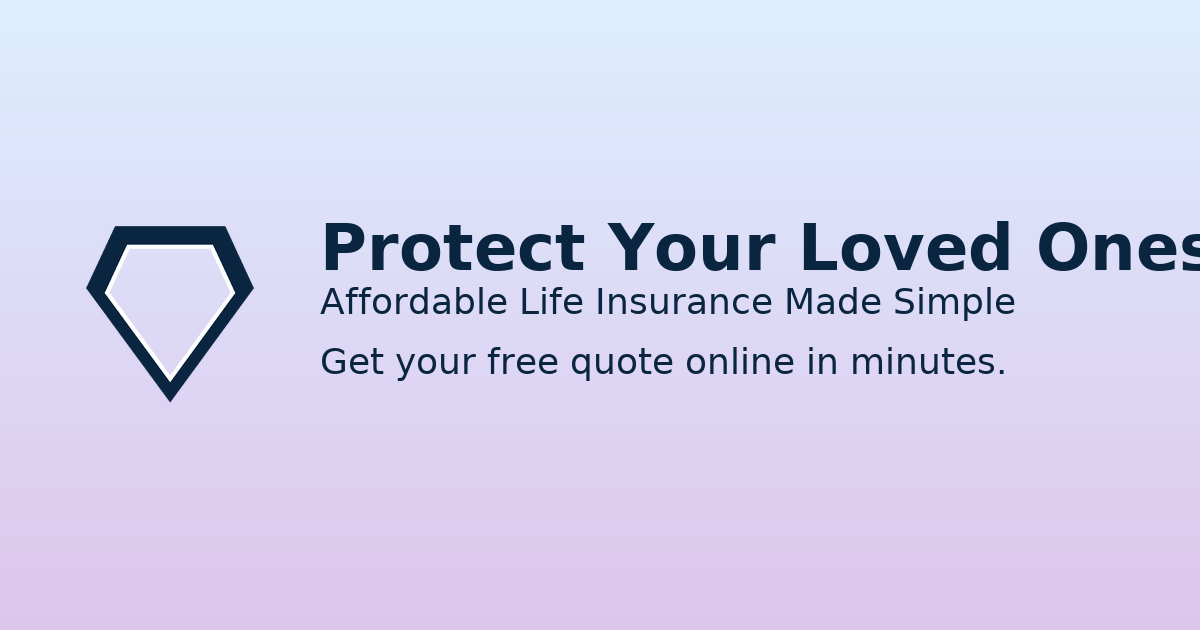 Protect Your Loved Ones
Affordable Life Insurance Made Simple
Get your free quote online in minutes.